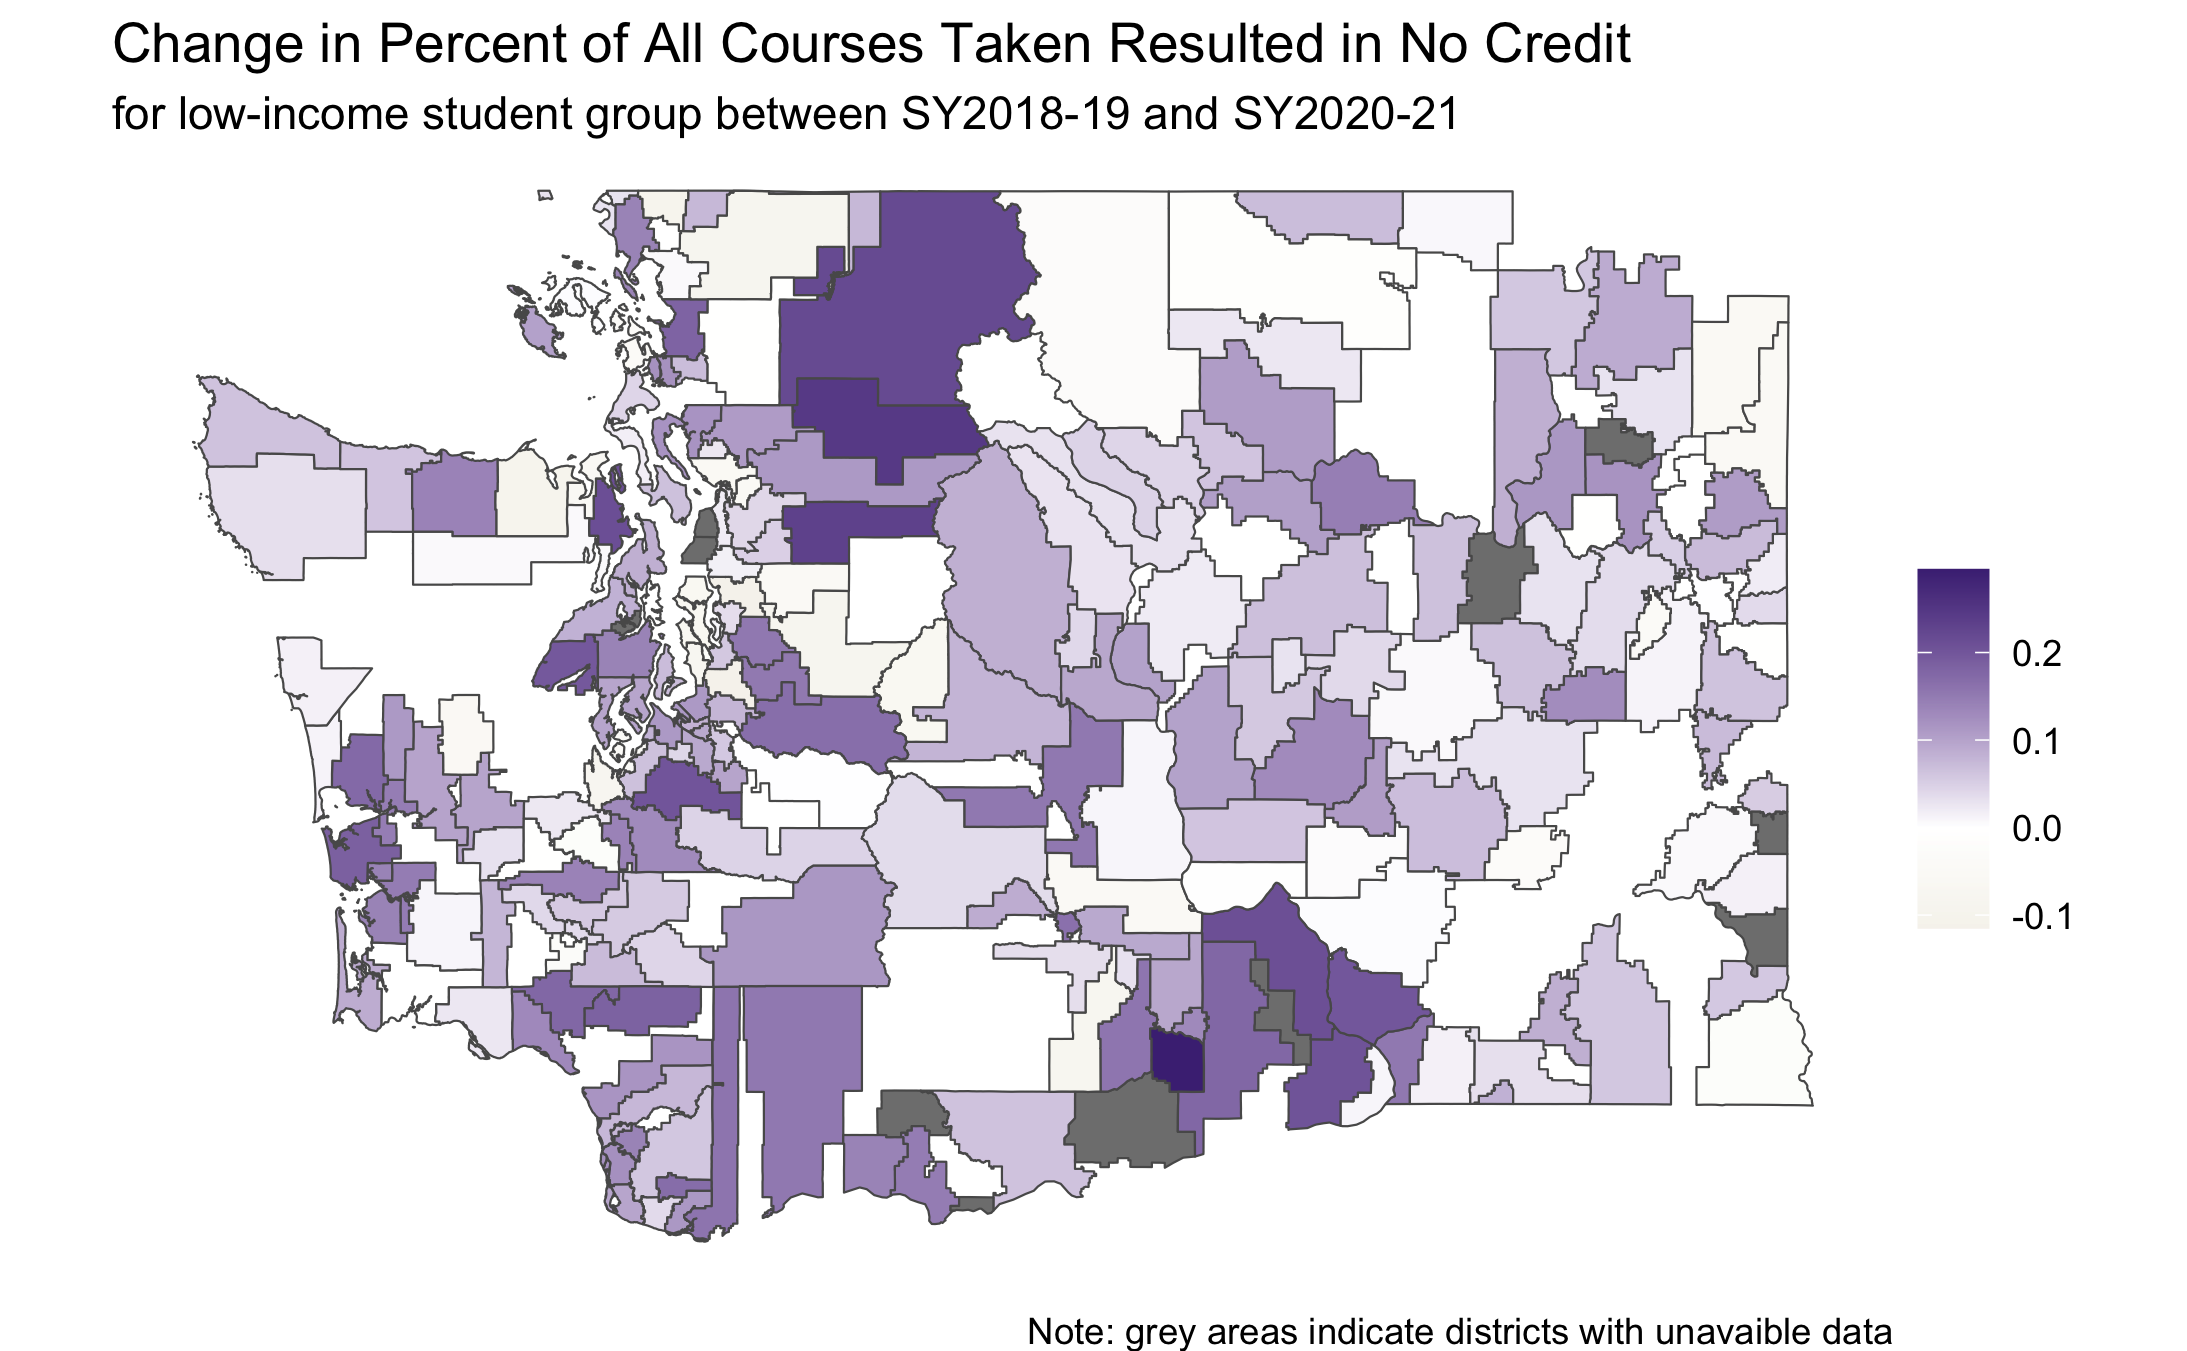 Change in Percent of All Courses Taken Resulted in No Credit
for low-income student group between SY2018-19 and SY2020-21
0.2
0.1
0.0
-0.1
Note: grey areas indicate districts with unavaible data